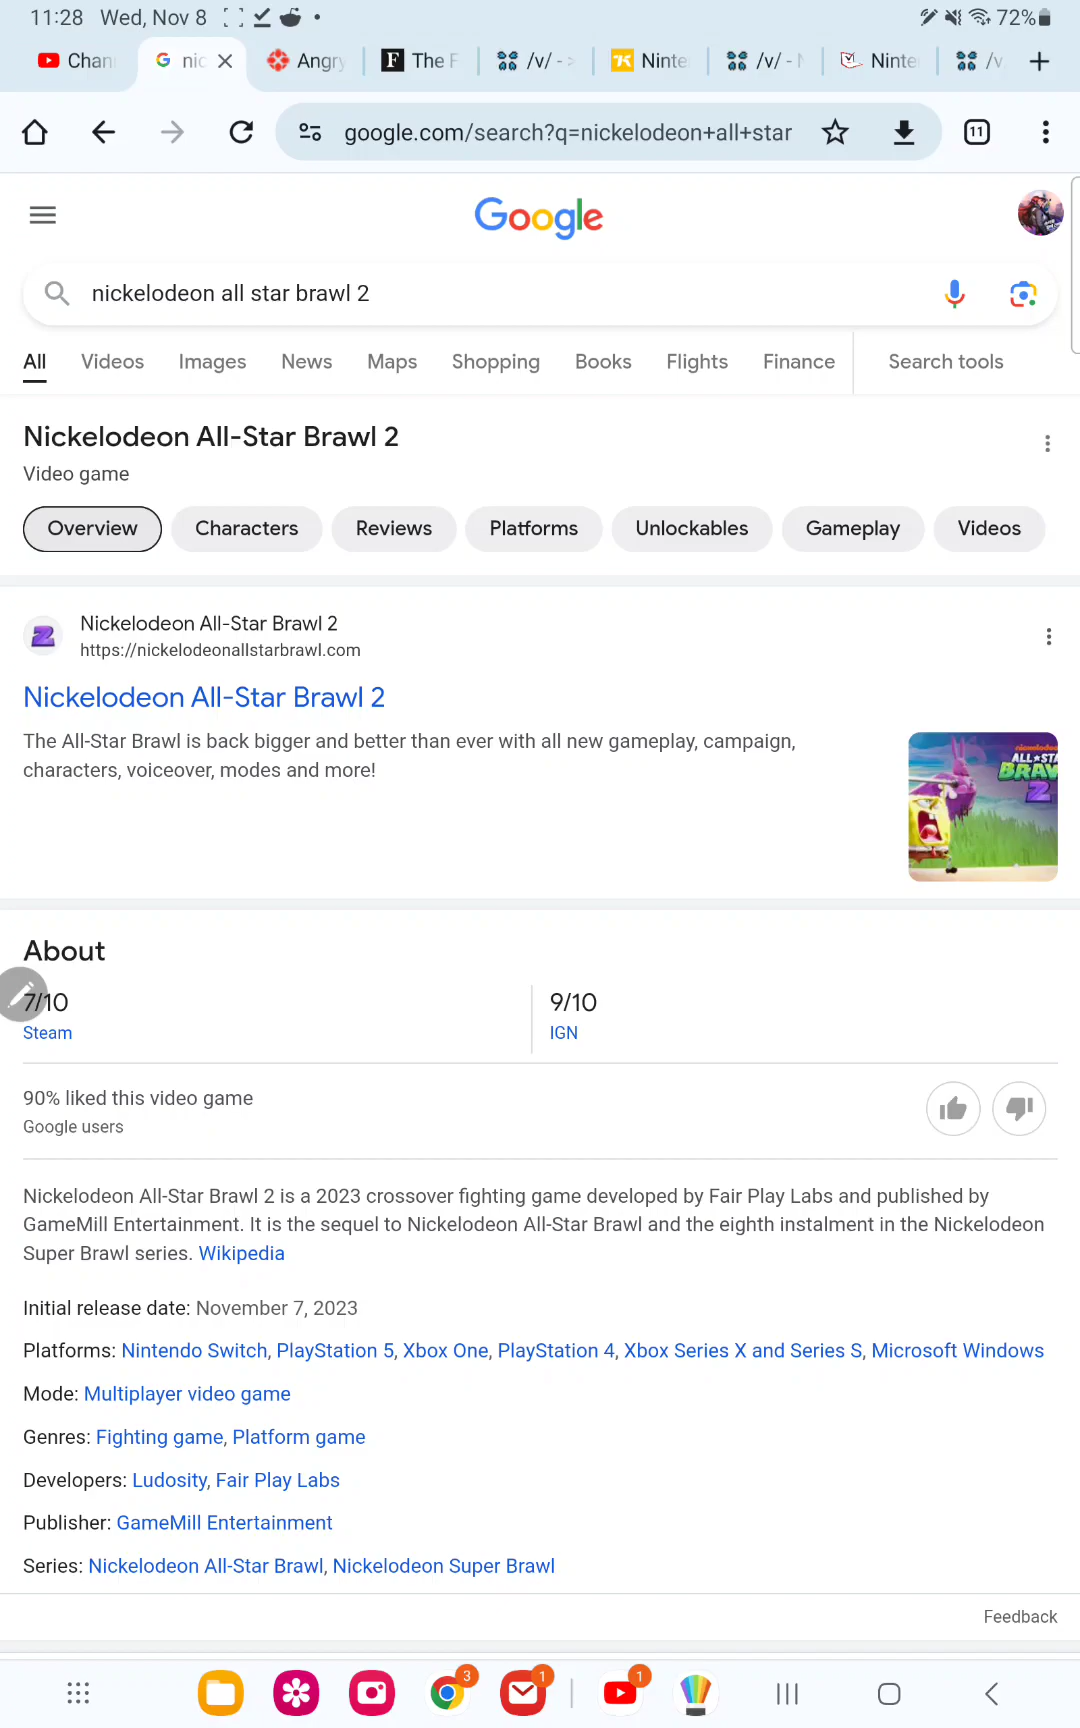 11:28 Wed, Nov 8 72%
Chan nic Angry The F /v/ - > Ninte /v/ - N Ninte /v
google.com/search?q=nickelodeon+all+star 11
Google
nickelodeon all star brawl 2
All Videos Images News Maps Shopping Books Flights Finance Search tools
Nickelodeon All-Star Brawl 2
Video game
Overview Characters Reviews Platforms Unlockables Gameplay Videos
Nickelodeon All-Star Brawl 2
https://nickelodeonallstarbrawl.com
Nickelodeon All-Star Brawl 2
The All-Star Brawl is back bigger and better than ever with all new gameplay, campaign,
characters, voiceover, modes and more!
About
7/10
Steam
9/10
IGN
90% liked this video game
Google users
Nickelodeon All-Star Brawl 2 is a 2023 crossover fighting game developed by Fair Play Labs and published by
GameMill Entertainment. It is the sequel to Nickelodeon All-Star Brawl and the eighth instalment in the Nickelodeon
Super Brawl series. Wikipedia
Initial release date: November 7, 2023
Platforms: Nintendo Switch, PlayStation 5, Xbox One, PlayStation 4, Xbox Series X and Series S, Microsoft Windows
Mode: Multiplayer video game
Genres: Fighting game, Platform game
Developers: Ludosity, Fair Play Labs
Publisher: GameMill Entertainment
Series: Nickelodeon All-Star Brawl, Nickelodeon Super Brawl
Feedback
3 1 1